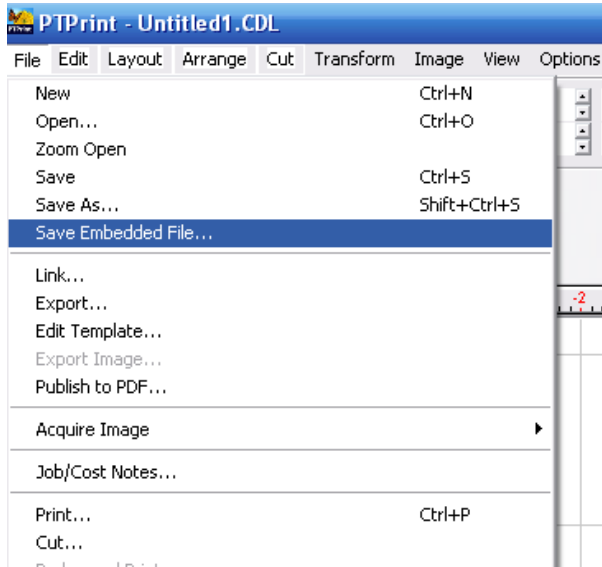 PTPrint - Untitled1.CDL
File Edit Layout Arrange Cut Transform Image View Options
New Ctrl+N
Open... Ctrl+O
Zoom Open
Save Ctrl+S
Save As... Shift+Ctrl+S
Save Embedded File...
Link...
-2
Export...
Edit Template...
Export Image...
Publish to PDF...
Acquire Image
Job/Cost Notes...
Print... Ctrl+P
Cut...